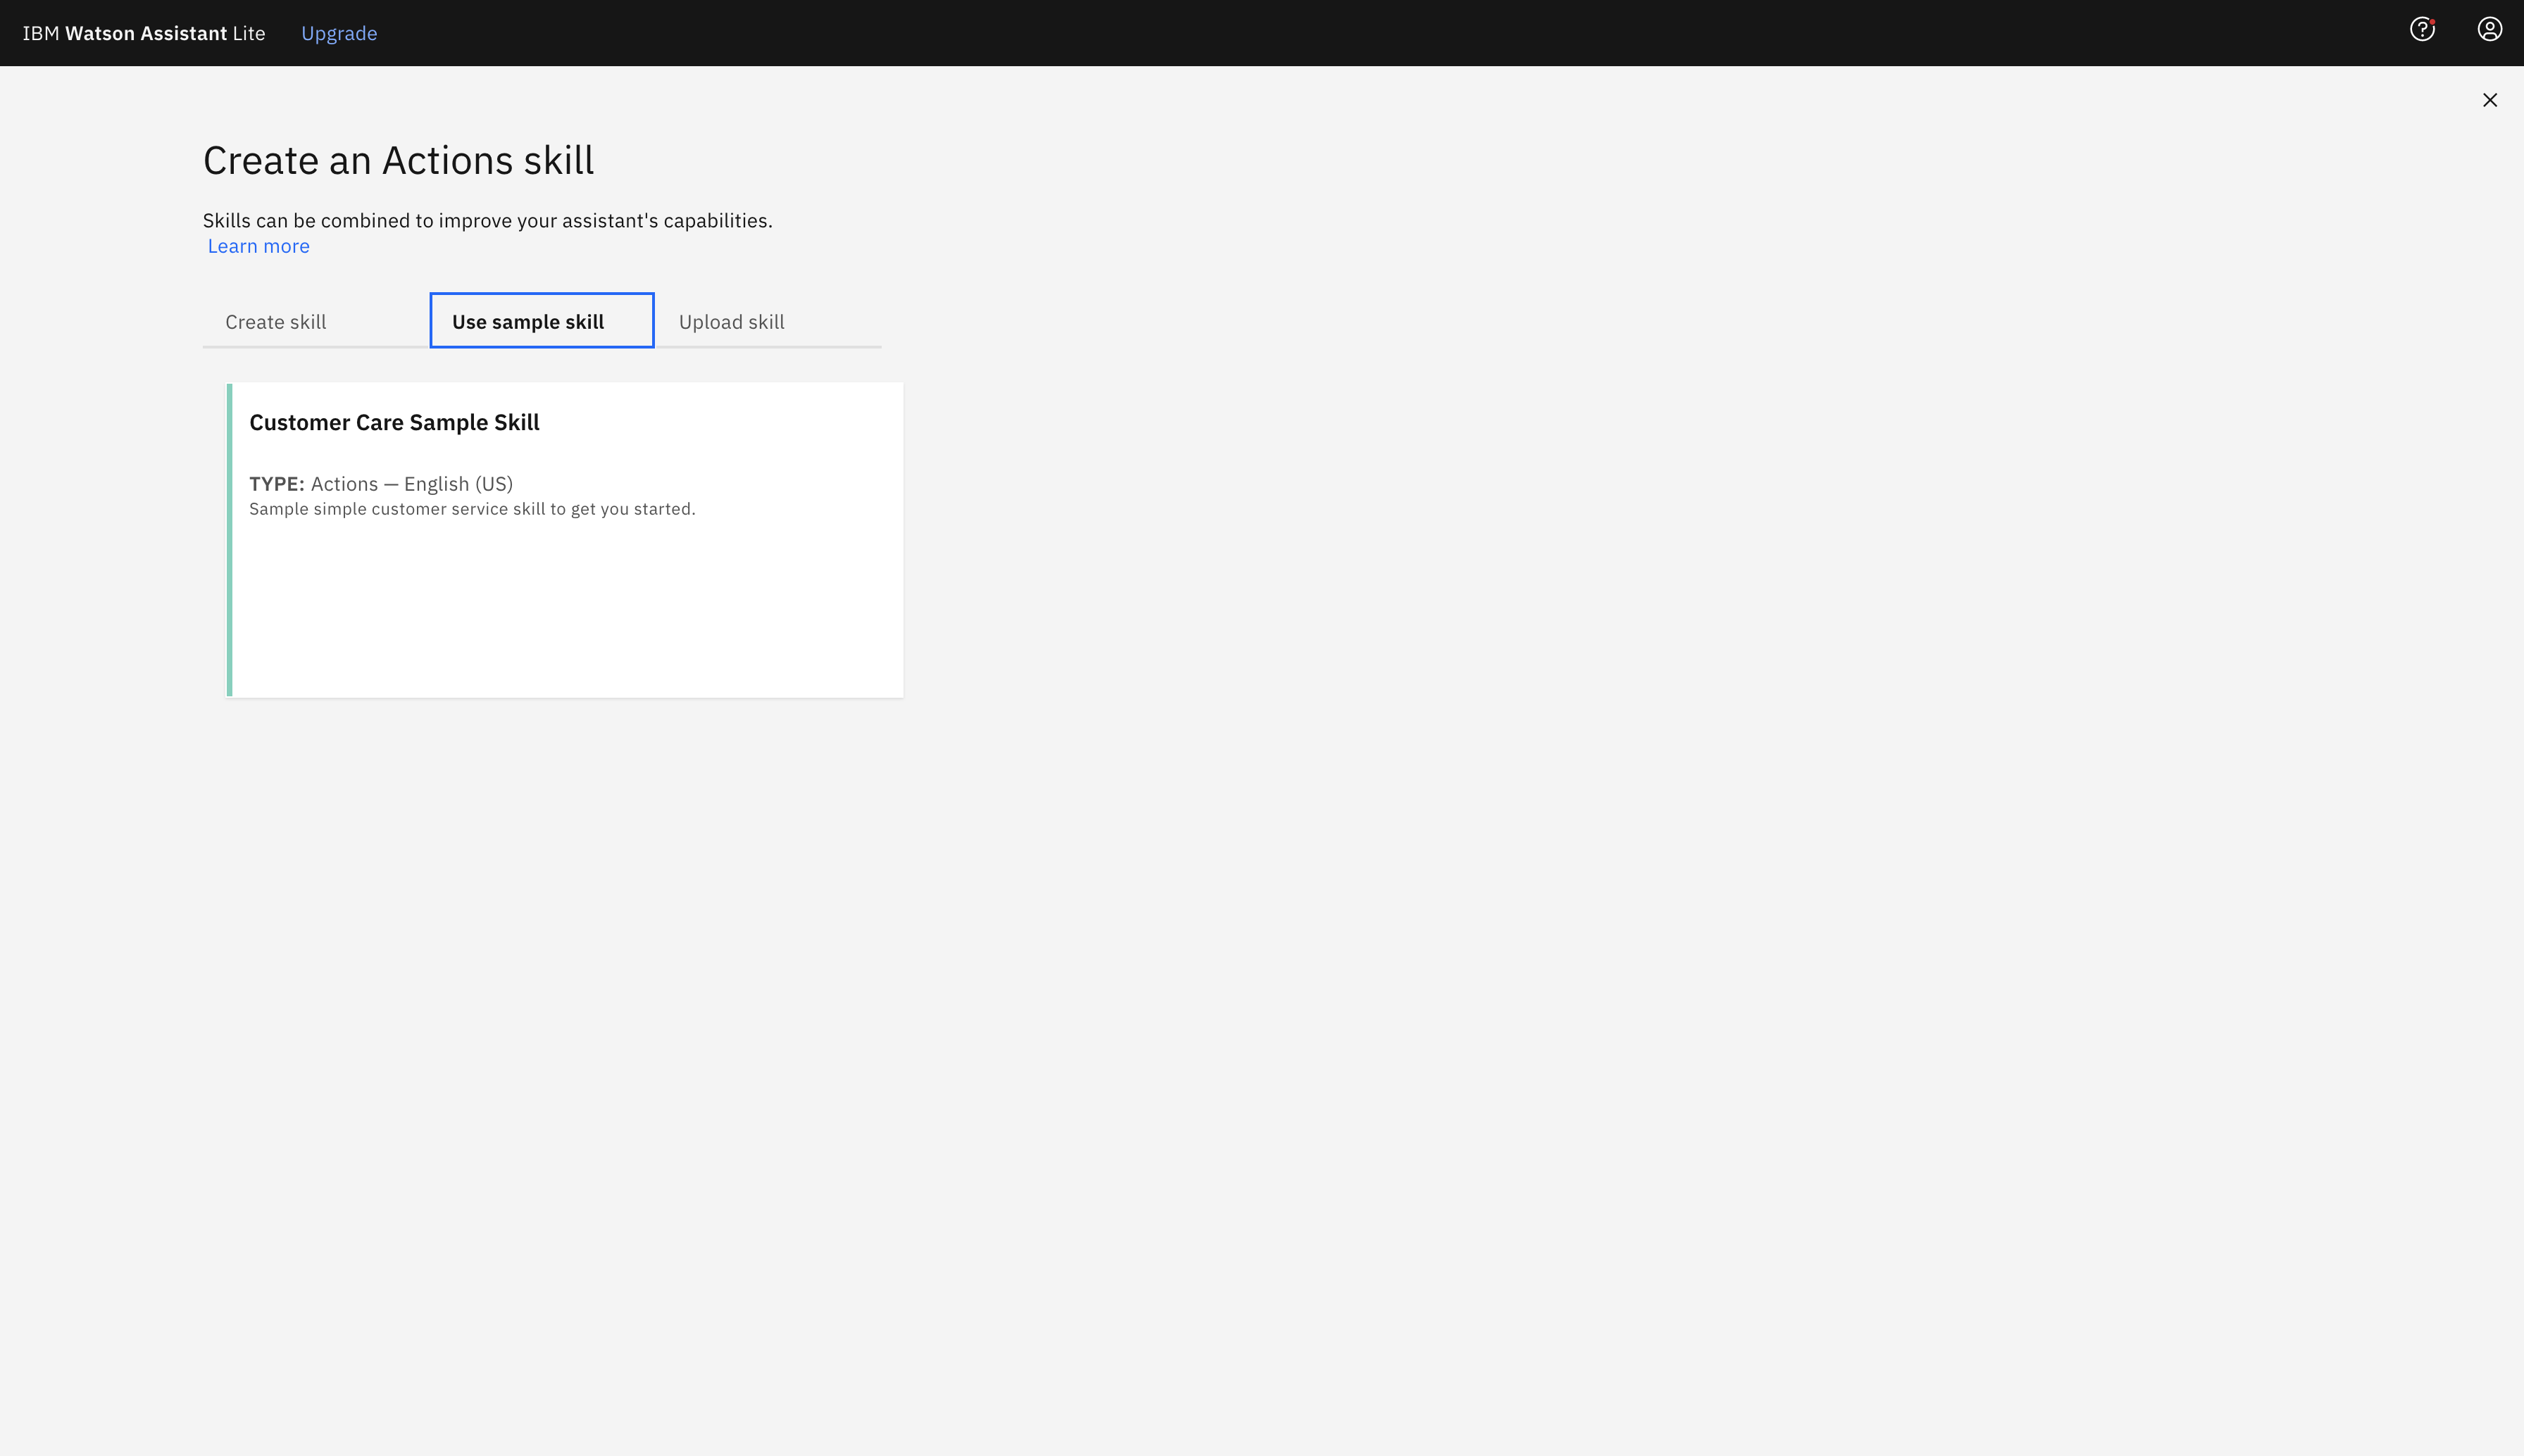 IBM Watson Assistant Lite Upgrade
Create an Actions skill
Skills can be combined to improve your assistant's capabilities.
Learn more
Create skill Use sample skill Upload skill
Customer Care Sample Skill
TYPE: Actions — English (US)
Sample simple customer service skill to get you started.